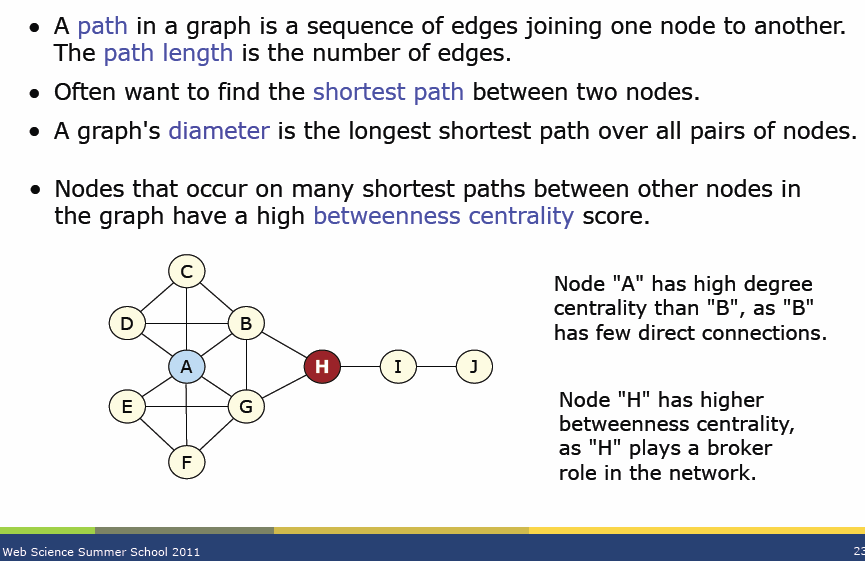 • A path in a graph is a sequence of edges joining one node to another.
The path length is the number of edges.
• Often want to find the shortest path between two nodes.
• A graph's diameter is the longest shortest path over all pairs of nodes.
• Nodes that occur on many shortest paths between other nodes in
the graph have a high betweenness centrality score.
C
D
B
A
H
I
J
E
G
F
Node "A" has high degree
centrality than "B", as "B"
has few direct connections.
Node "H" has higher
betweenness centrality,
as "H" plays a broker
role in the network.
Web Science Summer School 2011
23